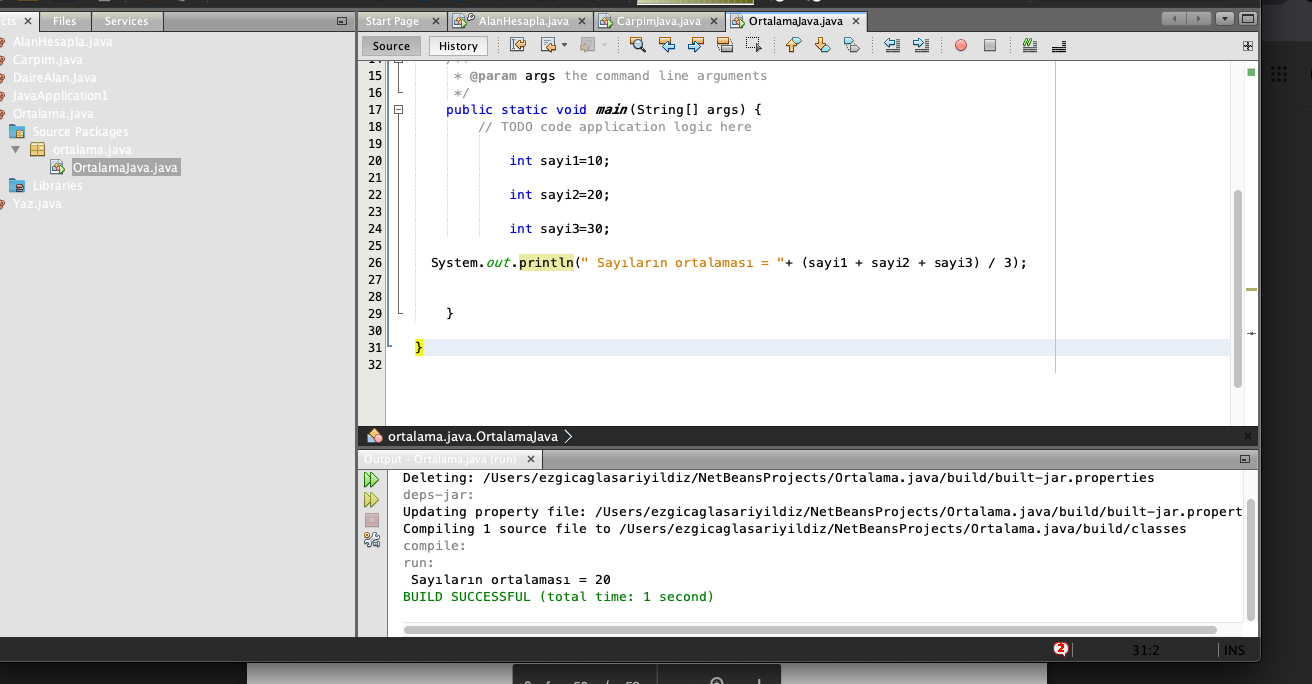 cts Files Services
AlanHesapla.java
Carpim.java
DaireAlan.Java
JavaApplication1
Ortalama.java
Source Packages
ortalama.java
OrtalamaJava.java
Libraries
Yaz.java
Start Page AlanHesapla.java CarpimJava.java OrtalamaJava.java
Source History
15 * @param args the command line arguments
16 */
17 public static void main(String[] args) {
18 // TODO code application logic here
19
20 int sayi1=10;
21
22 int sayi2=20;
23
24 int sayi3=30;
25
26 System.out.println(" Sayıların ortalaması = "+ (sayi1 + sayi2 + sayi3) / 3);
27
28
29 }
30
31 }
32
ortalama.java.OrtalamaJava
Output - Ortalama.java (run)
Deleting: /Users/ezgicaglasariyildiz/NetBeansProjects/Ortalama.java/build/built-jar.properties
deps-jar:
Updating property file: /Users/ezgicaglasariyildiz/NetBeansProjects/Ortalama.java/build/built-jar.propert
Compiling 1 source file to /Users/ezgicaglasariyildiz/NetBeansProjects/Ortalama.java/build/classes
compile:
run:
Sayıların ortalaması = 20
BUILD SUCCESSFUL (total time: 1 second)
2 31:2 INS